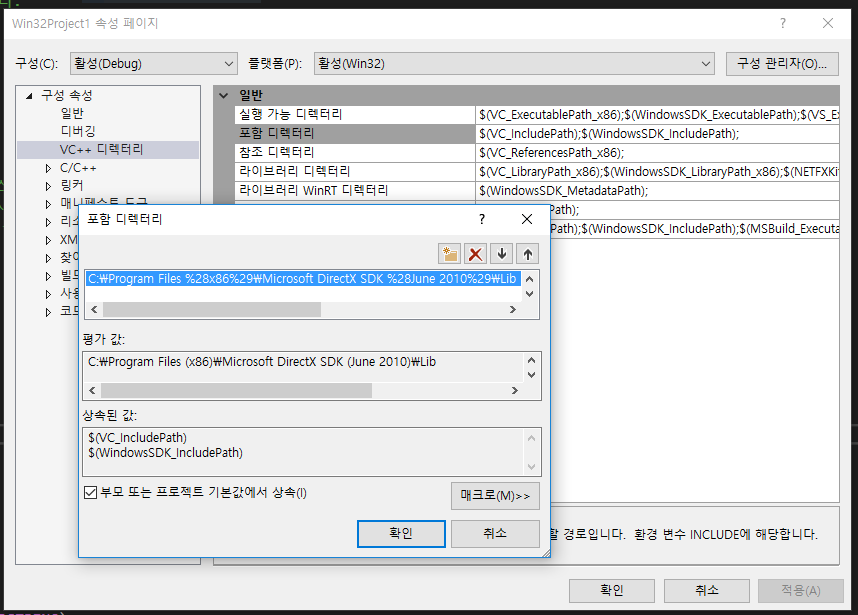 Win32Project1 속성 페이지
구성(C): 활성(Debug) 플랫폼(P): 활성(Win32) 구성 관리자(O)...
구성 속성
일반
디버깅
VC++ 디렉터리
C/C++
링커
매니페스트 도구
리소
XM
찾아
빌드
사용
코드
일반
실행 가능 디렉터리 $(VC_ExecutablePath_x86);$(WindowsSDK_ExecutablePath);$(VS_Ex
포함 디렉터리 $(VC_IncludePath);$(WindowsSDK_IncludePath);
참조 디렉터리 $(VC_ReferencesPath_x86);
라이브러리 디렉터리 $(VC_LibraryPath_x86);$(WindowsSDK_LibraryPath_x86);$(NETFXKi
라이브러리 WinRT 디렉터리 $(WindowsSDK_MetadataPath);
Path);
Path);$(WindowsSDK_IncludePath);$(MSBuild_Executa
포함 디렉터리
C:₩Program Files %28x86%29₩Microsoft DirectX SDK %28June 2010%29₩Lib
평가 값:
C:₩Program Files (x86)₩Microsoft DirectX SDK (June 2010)₩Lib
상속된 값:
$(VC_IncludePath)
$(WindowsSDK_IncludePath)
부모 또는 프로젝트 기본값에서 상속(I)
매크로(M)>>
확인 취소
할 경로입니다. 환경 변수 INCLUDE에 해당합니다.
확인 취소 적용(A)